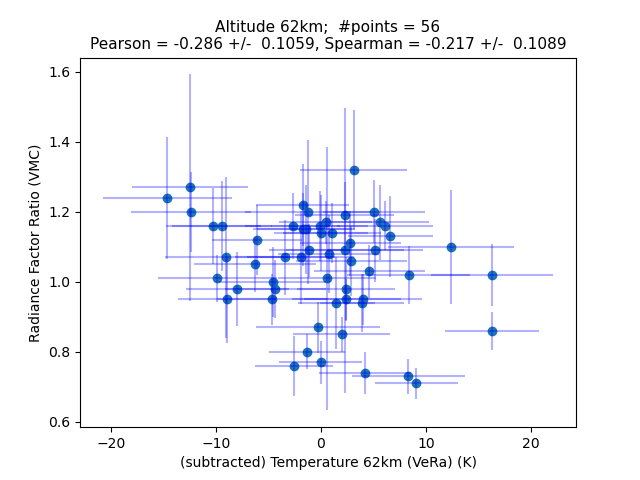 Altitude 62km;  #points = 56
Pearson = -0.286 +/-  0.1059, Spearman = -0.217 +/-  0.1089
Radiance Factor Ratio (VMC)
1.6
1.4
1.2
1.0
0.8
0.6
−20
−10
0
10
20
(subtracted) Temperature 62km (VeRa) (K)